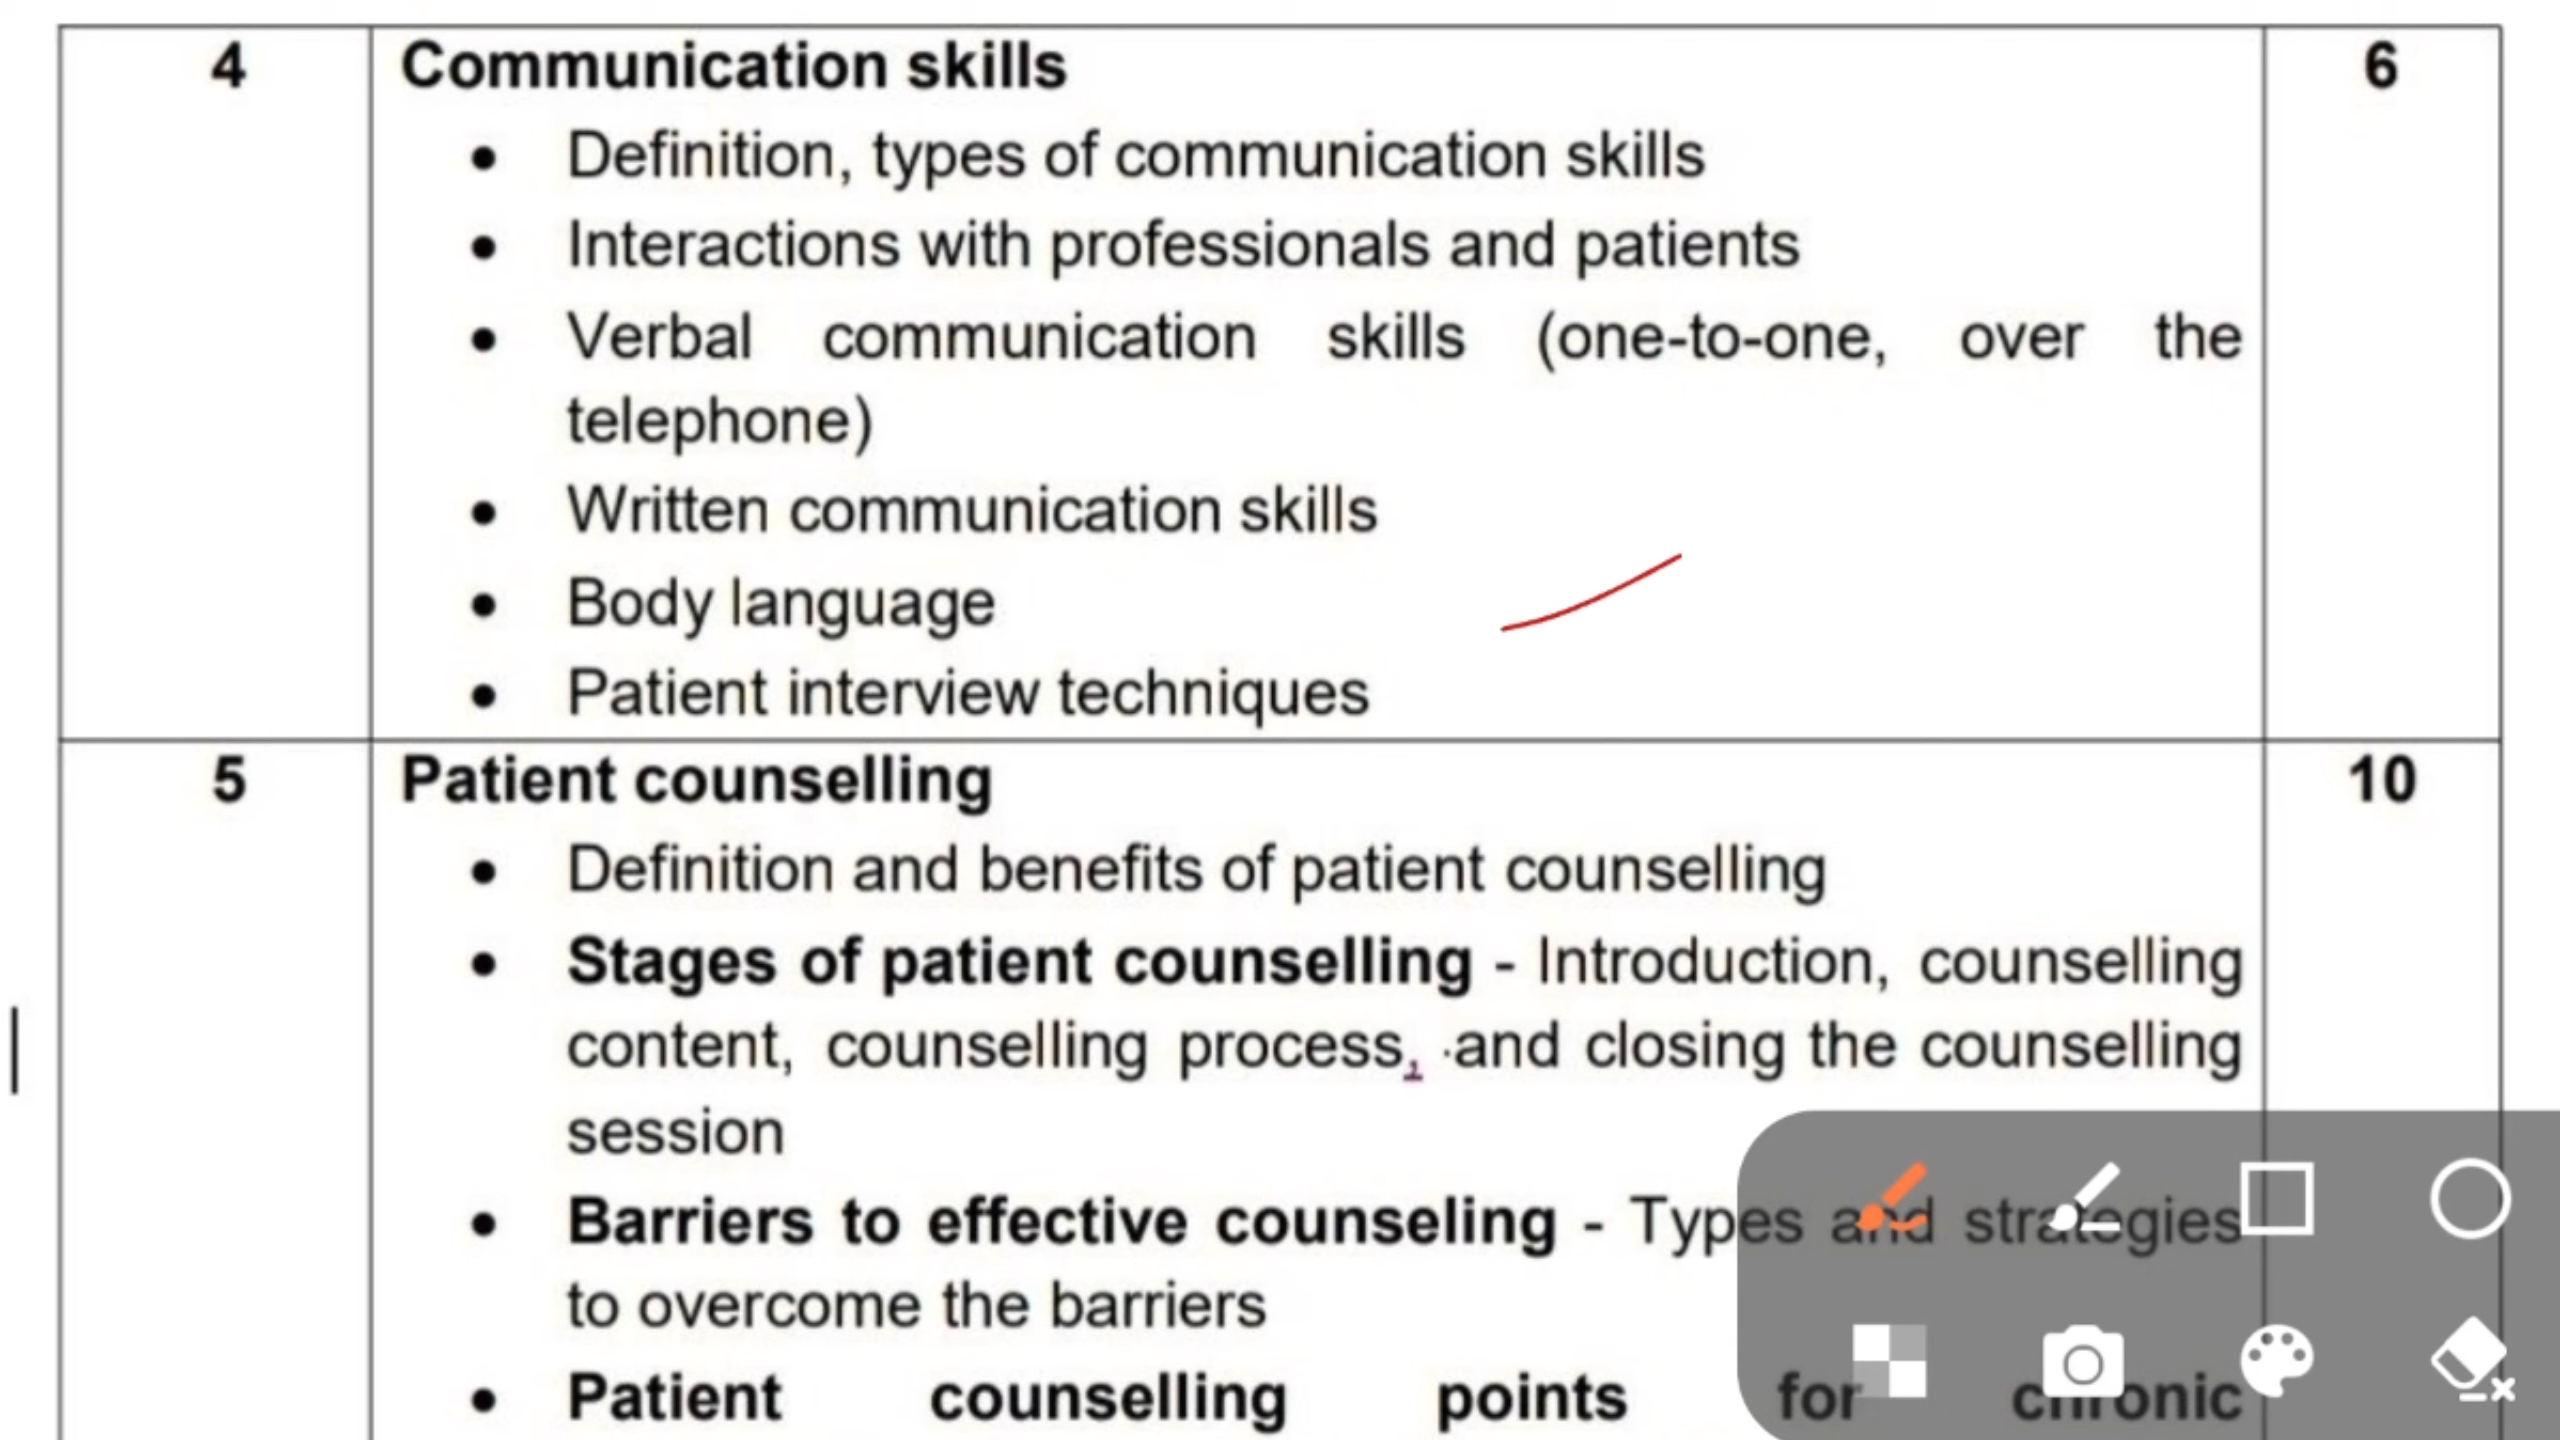 4 Communication skills 6
• Definition, types of communication skills
• Interactions with professionals and patients
• Verbal communication skills (one-to-one, over the
telephone)
• Written communication skills
• Body language
• Patient interview techniques
5 Patient counselling 10
• Definition and benefits of patient counselling
• Stages of patient counselling - Introduction, counselling
content, counselling process, and closing the counselling
session
• Barriers to effective counseling - Types and strategies
to overcome the barriers
• Patient counselling points for chronic